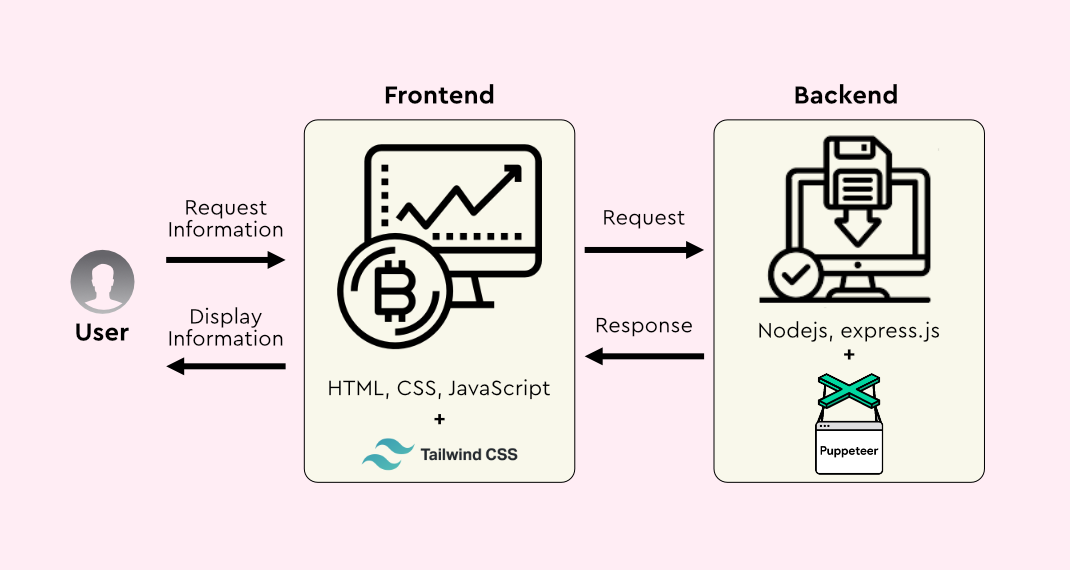 Frontend
Backend
Request
Information
Request
User
Display
Information
Response
HTML, CSS, JavaScript
+
Tailwind CSS
Nodejs, express.js
+
Puppeteer